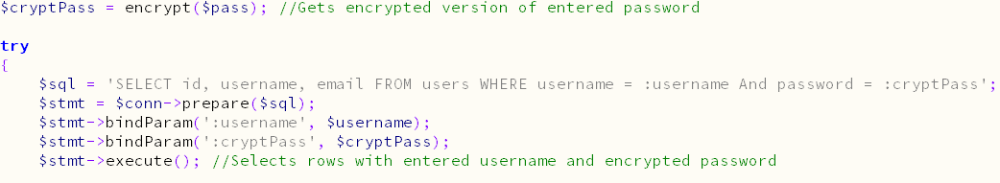 $cryptPass = encrypt($pass); //Gets encrypted version of entered password
try
{
$sql = 'SELECT id, username, email FROM users WHERE username = :username And password = :cryptPass';
$stmt = $conn->prepare($sql);
$stmt->bindParam(':username', $username);
$stmt->bindParam(':cryptPass', $cryptPass);
$stmt->execute(); //Selects rows with entered username and encrypted password